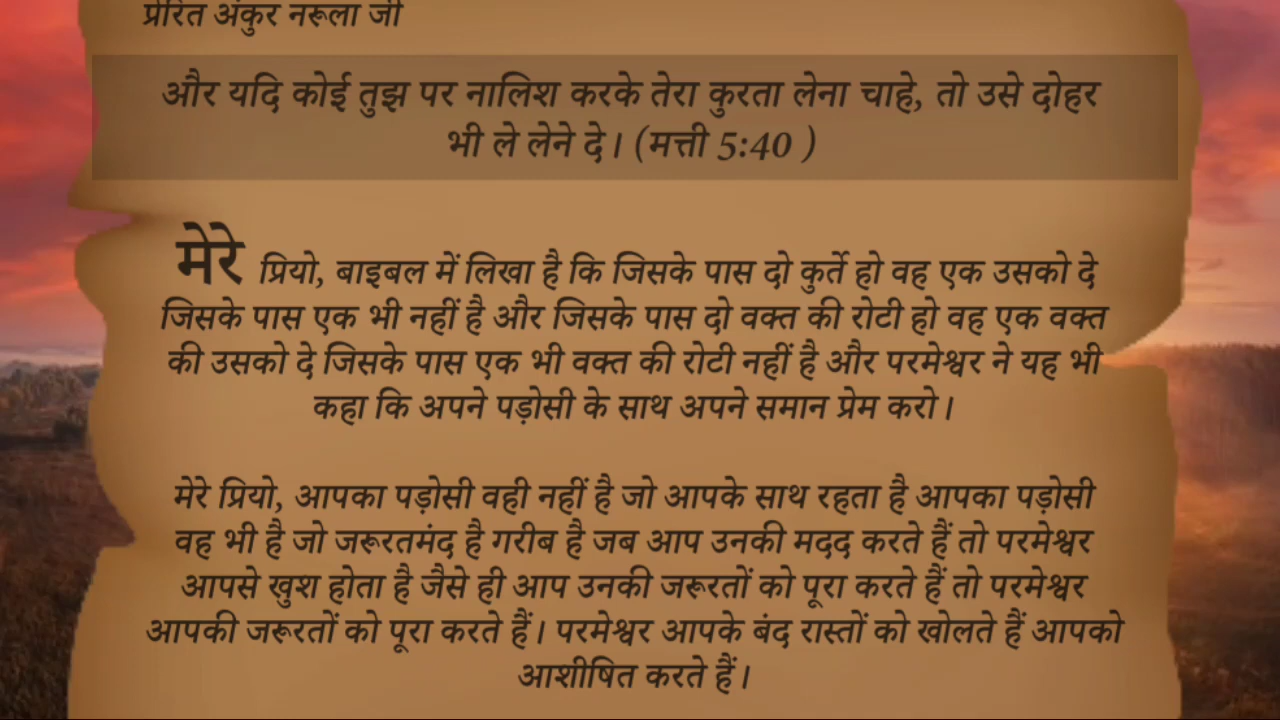 प्रेरित अंकुर नरूला जी
और यदि कोई तुझ पर नालिश करके तेरा कुरता लेना चाहे, तो उसे दोहर
भी ले लेने दे। (मत्ती 5:40 )
मेरे प्रियो, बाइबल में लिखा है कि जिसके पास दो कुर्ते हो वह एक उसको दे
जिसके पास एक भी नहीं है और जिसके पास दो वक्त की रोटी हो वह एक वक्त
की उसको दे जिसके पास एक भी वक्त की रोटी नहीं है और परमेश्वर ने यह भी
कहा कि अपने पड़ोसी के साथ अपने समान प्रेम करो।
मेरे प्रियो, आपका पड़ोसी वही नहीं है जो आपके साथ रहता है आपका पड़ोसी
वह भी है जो जरूरतमंद है गरीब है जब आप उनकी मदद करते हैं तो परमेश्वर
आपसे खुश होता है जैसे ही आप उनकी जरूरतों को पूरा करते हैं तो परमेश्वर
आपकी जरूरतों को पूरा करते हैं। परमेश्वर आपके बंद रास्तों को खोलते हैं आपको
आशीषित करते हैं।